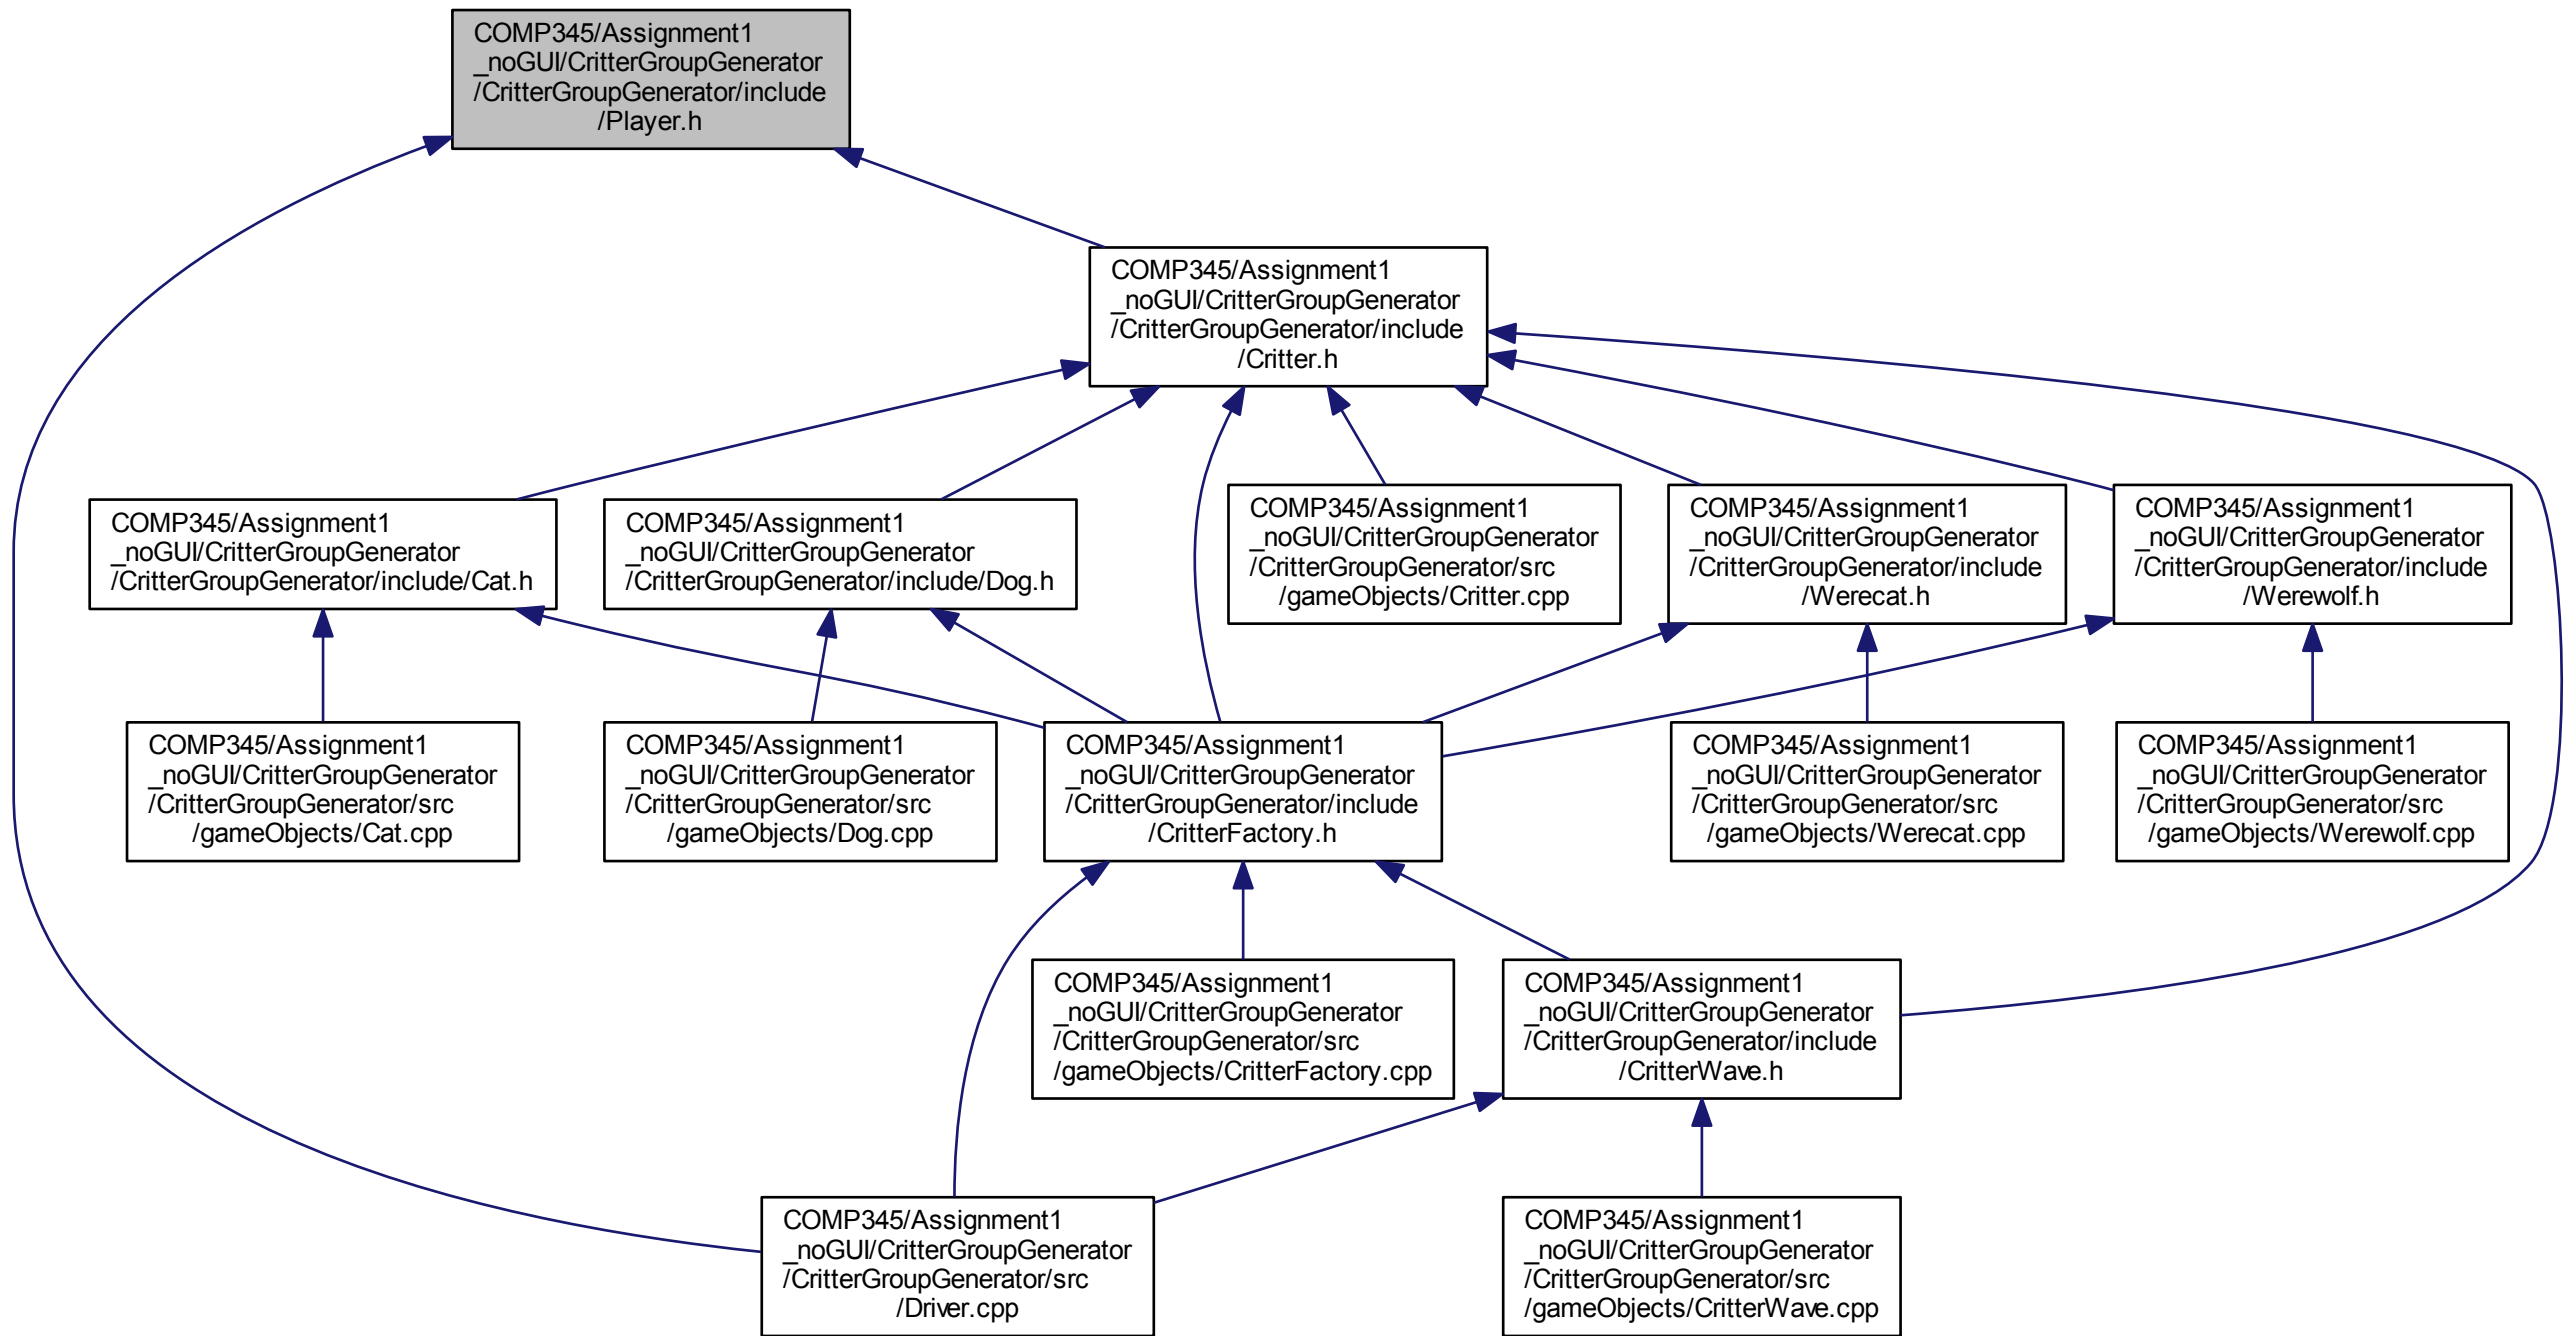 COMP345/Assignment1
_noGUI/CritterGroupGenerator
/CritterGroupGenerator/include
/Player.h
COMP345/Assignment1
_noGUI/CritterGroupGenerator
/CritterGroupGenerator/include
/Critter.h
COMP345/Assignment1
_noGUI/CritterGroupGenerator
/CritterGroupGenerator/include/Cat.h
COMP345/Assignment1
_noGUI/CritterGroupGenerator
/CritterGroupGenerator/include/Dog.h
COMP345/Assignment1
_noGUI/CritterGroupGenerator
/CritterGroupGenerator/src
/gameObjects/Critter.cpp
COMP345/Assignment1
_noGUI/CritterGroupGenerator
/CritterGroupGenerator/include
/Werecat.h
COMP345/Assignment1
_noGUI/CritterGroupGenerator
/CritterGroupGenerator/include
/Werewolf.h
COMP345/Assignment1
_noGUI/CritterGroupGenerator
/CritterGroupGenerator/src
/gameObjects/Cat.cpp
COMP345/Assignment1
_noGUI/CritterGroupGenerator
/CritterGroupGenerator/src
/gameObjects/Dog.cpp
COMP345/Assignment1
_noGUI/CritterGroupGenerator
/CritterGroupGenerator/include
/CritterFactory.h
COMP345/Assignment1
_noGUI/CritterGroupGenerator
/CritterGroupGenerator/src
/gameObjects/Werecat.cpp
COMP345/Assignment1
_noGUI/CritterGroupGenerator
/CritterGroupGenerator/src
/gameObjects/Werewolf.cpp
COMP345/Assignment1
_noGUI/CritterGroupGenerator
/CritterGroupGenerator/src
/gameObjects/CritterFactory.cpp
COMP345/Assignment1
_noGUI/CritterGroupGenerator
/CritterGroupGenerator/include
/CritterWave.h
COMP345/Assignment1
_noGUI/CritterGroupGenerator
/CritterGroupGenerator/src
/Driver.cpp
COMP345/Assignment1
_noGUI/CritterGroupGenerator
/CritterGroupGenerator/src
/gameObjects/CritterWave.cpp